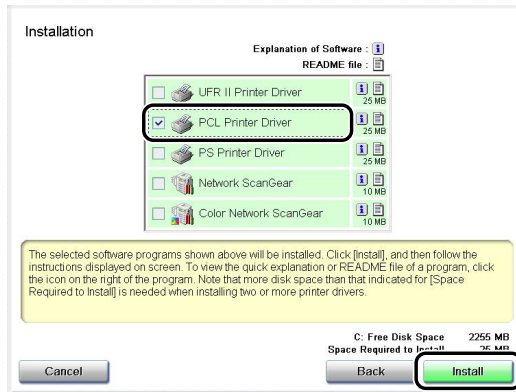 Installation
Explanation of Software :
README file :
UFR II Printer Driver
25 MB
PCL Printer Driver
25 MB
PS Printer Driver
25 MB
Network ScanGear
10 MB
Color Network ScanGear
10 MB
The selected software programs shown above will be installed. Click [Install], and then follow the
instructions displayed on screen. To view the quick explanation or README file of a program, click
the icon on the right of the program. Note that more disk space than that indicated for [Space
Required to Install] is needed when installing two or more printer drivers.
C: Free Disk Space 2255 MB
Space Required to Install 25 MB
Cancel
Back
Install